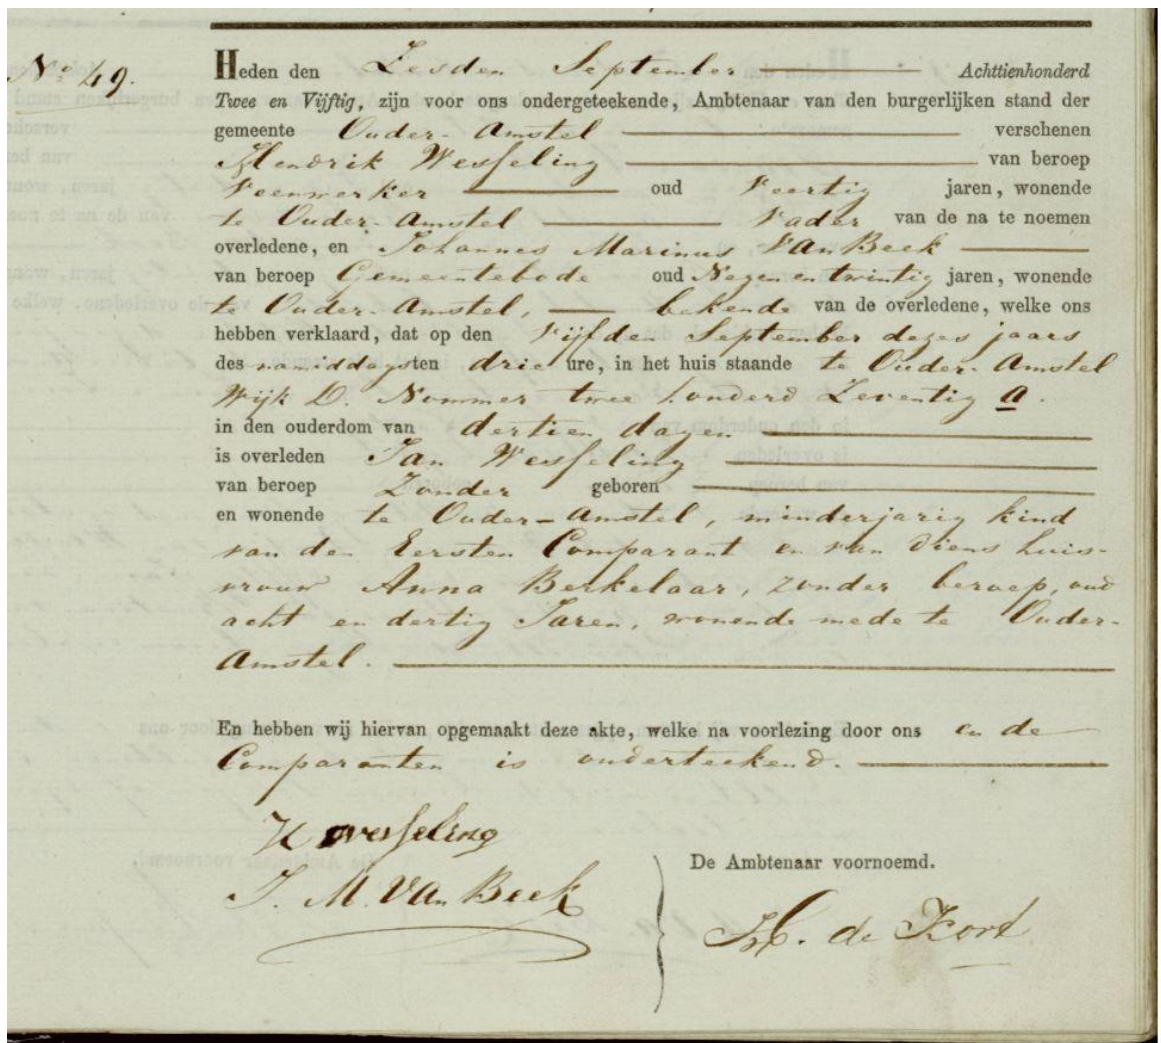 No 49.
Heden den Zesden September Achttienhonderd
Twee en Vijftig, zijn voor ons ondergeteekende, Ambtenaar van den burgerlijken stand der
gemeente Ouder-Amstel verschenen
Hendrik Wesseling van beroep
Veenwerker oud Veertig jaren, wonende
te Ouder-Amstel Vader van de na te noemen
overledene, en Johannes Marinus Van Beek
van beroep Gemeentebode oud Negen en twintig jaren, wonende
te Ouder-Amstel, bekende van de overledene, welke ons
hebben verklaard, dat op den Vijfden September dezes jaars
des namiddags ten drie ure, in het huis staande te Ouder-Amstel
Wijk D. Nommer twee honderd Zeventig a.
in den ouderdom van dertien dagen
is overleden Jan Wesseling
van beroep Zonder geboren
en wonende te Ouder-Amstel, minderjarig kind
van den Eersten Comparant en van diens huis-
vrouw Anna Berkelaar, zonder beroep, oud
acht en dertig Jaren, wonende mede te Ouder-
Amstel.
En hebben wij hiervan opgemaakt deze akte, welke na voorlezing door ons en de
Comparanten is onderteekend.
H Wesseling
J. M. Van Beek
De Ambtenaar voornoemd.
de Kort